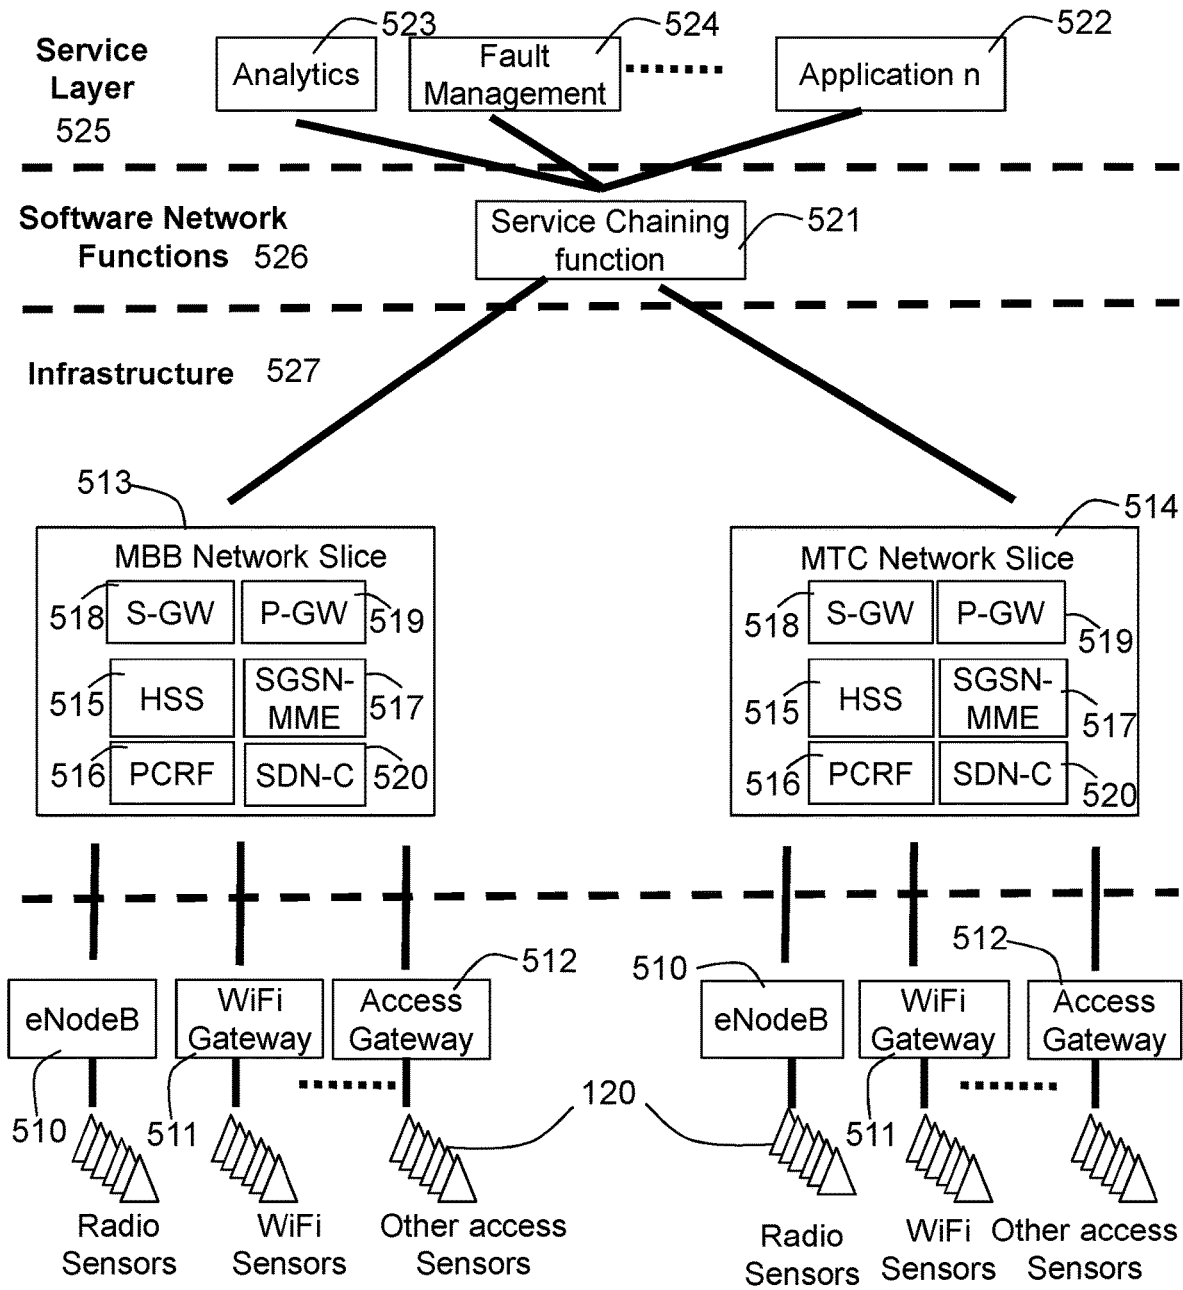 Service
Layer
525
523
Analytics
524
Fault
Management
522
Application n
Software Network
Functions 526
Service Chaining
function
521
Infrastructure 527
513
MBB Network Slice
518 S-GW P-GW 519
515 HSS SGSN-
MME 517
516 PCRF SDN-C 520
514
MTC Network Slice
518 S-GW P-GW 519
515 HSS SGSN-
MME 517
516 PCRF SDN-C 520
eNodeB
510
WiFi
Gateway
511
512
Access
Gateway
510
eNodeB
WiFi
Gateway
511
512
Access
Gateway
120
Radio
Sensors
WiFi
Sensors
Other access
Sensors
Radio
Sensors
WiFi
Sensors
Other access
Sensors